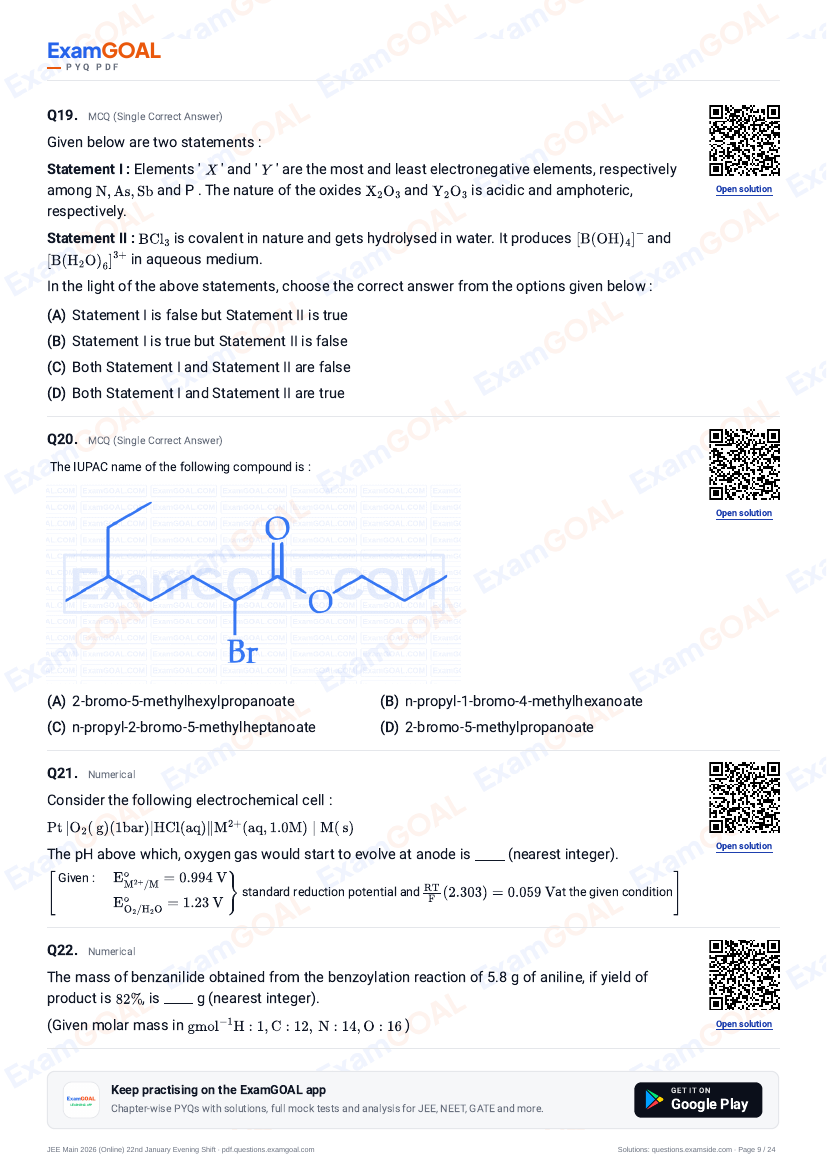 ExamGOAL
PYQ PDF
Q19. MCQ (Single Correct Answer)
Given below are two statements :
Open solution
Statement I : Elements ' X ' and ' Y ' are the most and least electronegative elements, respectively
among N, As, Sb and P . The nature of the oxides X₂O₃ and Y₂O₃ is acidic and amphoteric,
respectively.
Statement II : BCl₃ is covalent in nature and gets hydrolysed in water. It produces [B(OH)₄]⁻ and
[B(H₂O)₆]³⁺ in aqueous medium.
In the light of the above statements, choose the correct answer from the options given below :
(A) Statement I is false but Statement II is true
(B) Statement I is true but Statement II is false
(C) Both Statement I and Statement II are false
(D) Both Statement I and Statement II are true
Q20. MCQ (Single Correct Answer)
The IUPAC name of the following compound is :
Open solution
O
O
Br
ExamGOAL.COM
(A) 2-bromo-5-methylhexylpropanoate (B) n-propyl-1-bromo-4-methylhexanoate
(C) n-propyl-2-bromo-5-methylheptanoate (D) 2-bromo-5-methylpropanoate
Q21. Numerical
Consider the following electrochemical cell :
Pt |O₂( g)(1bar)|HCl(aq)‖M²⁺(aq, 1.0M) | M( s)
Open solution
The pH above which, oxygen gas would start to evolve at anode is ____ (nearest integer).
[Given : E°M²⁺/M = 0.994 V
E°O₂/H₂O = 1.23 V} standard reduction potential and RT/F (2.303) = 0.059 Vat the given condition]
Q22. Numerical
The mass of benzanilide obtained from the benzoylation reaction of 5.8 g of aniline, if yield of
product is 82%, is ____ g (nearest integer).
(Given molar mass in gmol⁻¹H : 1, C : 12, N : 14, O : 16 )
Open solution
Keep practising on the ExamGOAL app
Chapter-wise PYQs with solutions, full mock tests and analysis for JEE, NEET, GATE and more.
ExamGOAL
GET IT ON
Google Play
JEE Main 2026 (Online) 22nd January Evening Shift · pdf.questions.examgoal.com
Solutions: questions.examside.com · Page 9 / 24